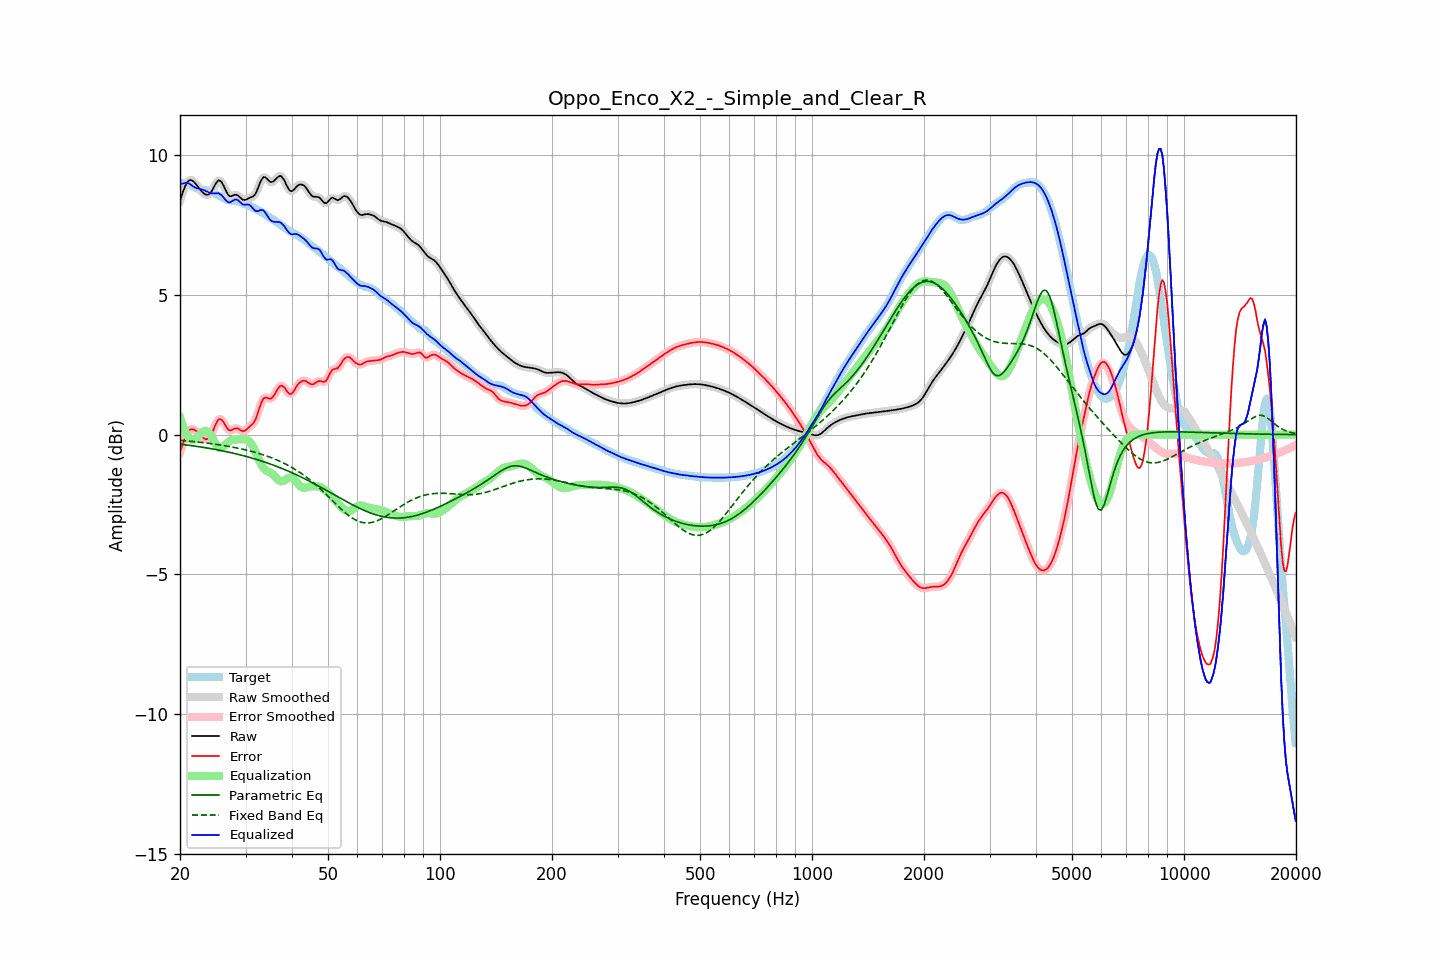 Oppo_Enco_X2_-_Simple_and_Clear_R
Amplitude (dBr)
10
5
0
−5
−10
−15
Target
Raw Smoothed
Error Smoothed
Raw
Error
Equalization
Parametric Eq
Fixed Band Eq
Equalized
20 50 100 200 500 1000 2000 5000 10000 20000
Frequency (Hz)